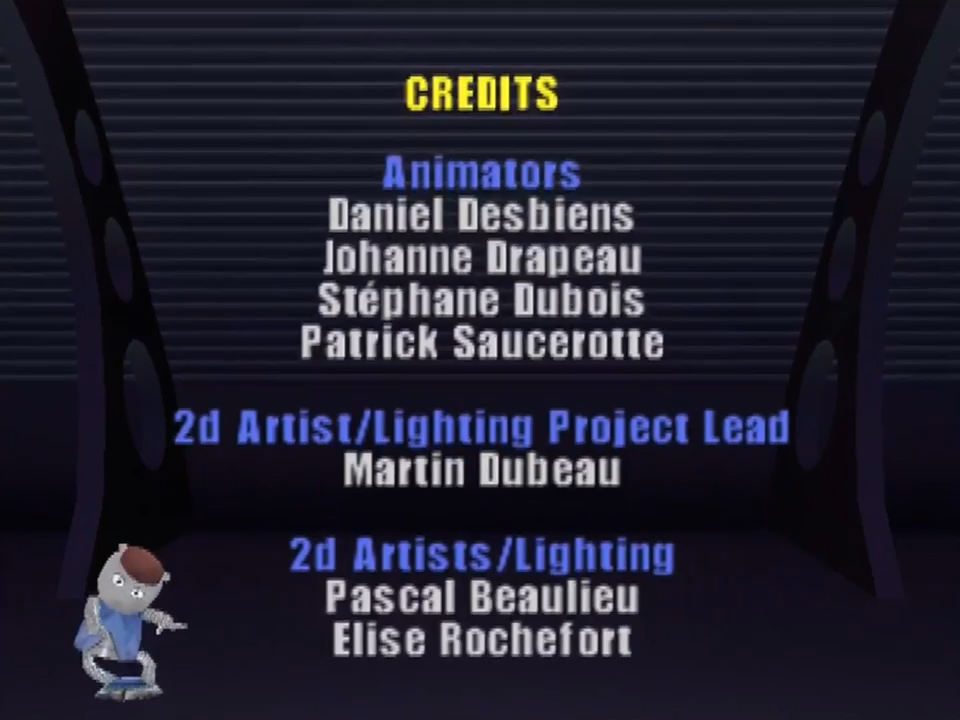 CREDITS
Animators
Daniel Desbiens
Johanne Drapeau
Stéphane Dubois
Patrick Saucerotte
2d Artist/Lighting Project Lead
Martin Dubeau
2d Artists/Lighting
Pascal Beaulieu
Elise Rochefort